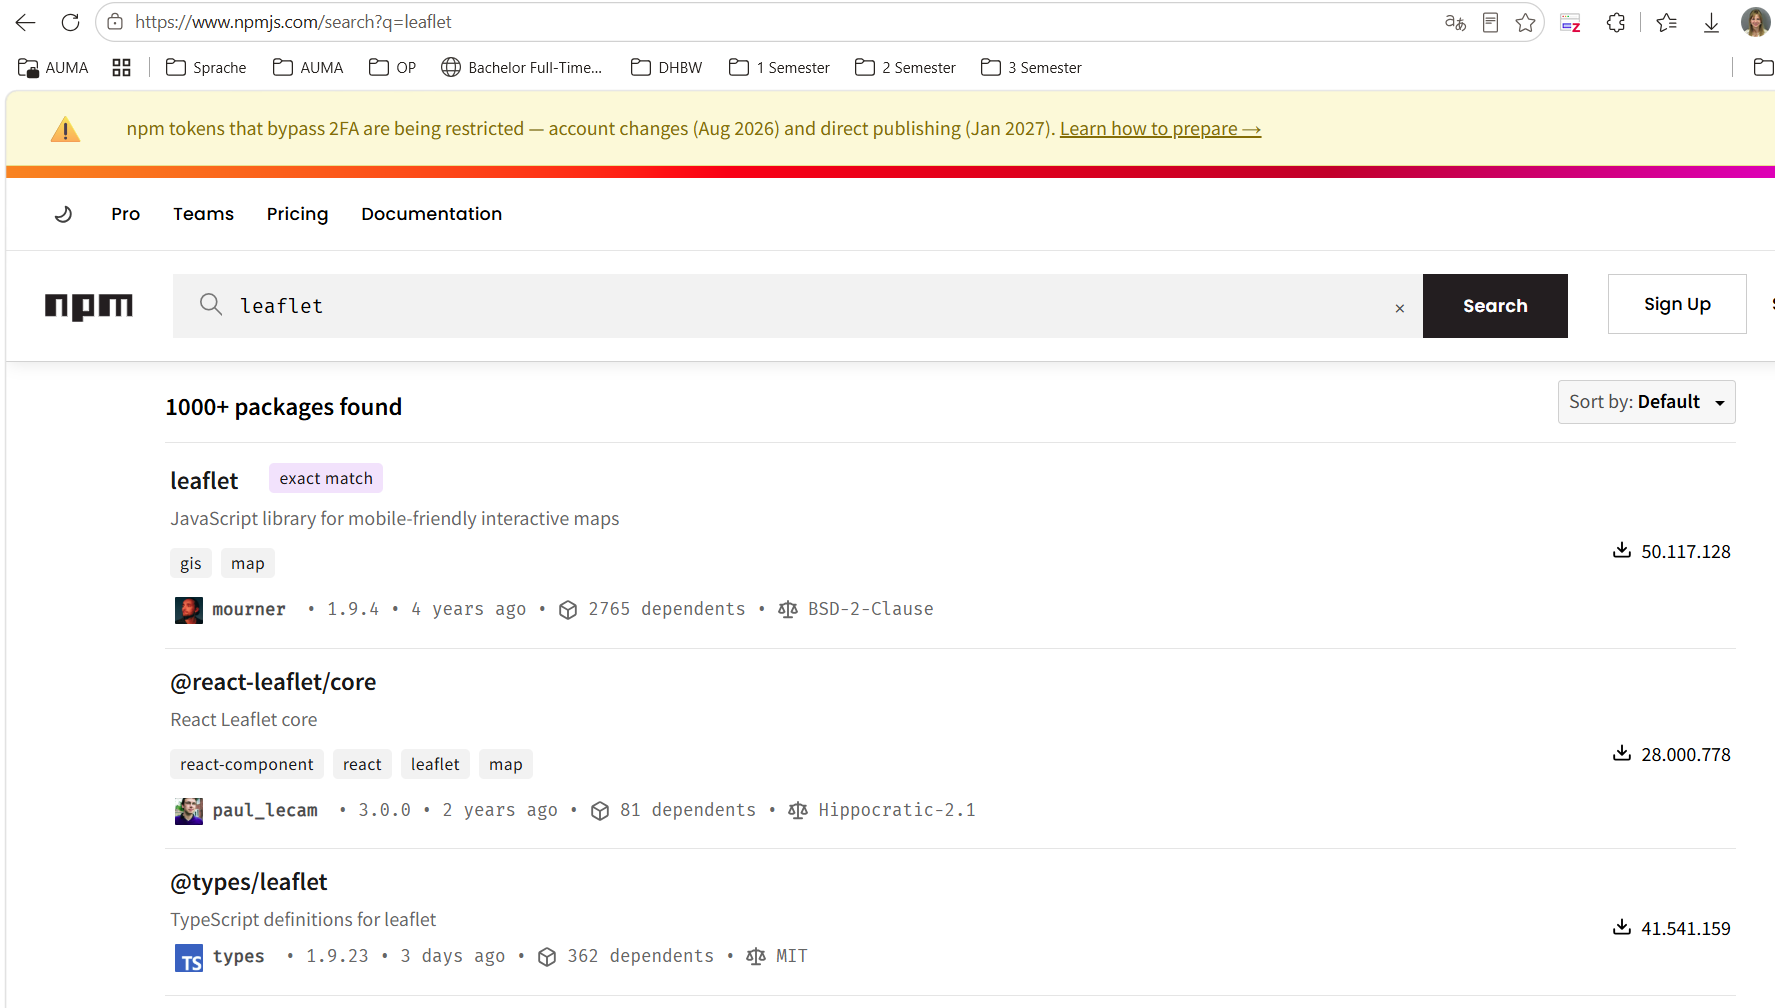 https://www.npmjs.com/search?q=leaflet
AUMA Sprache AUMA OP Bachelor Full-Time... DHBW 1 Semester 2 Semester 3 Semester
npm tokens that bypass 2FA are being restricted — account changes (Aug 2026) and direct publishing (Jan 2027). Learn how to prepare →
Pro Teams Pricing Documentation
npm leaflet × Search Sign Up
1000+ packages found Sort by: Default
leaflet exact match
JavaScript library for mobile-friendly interactive maps
50.117.128
gis map
mourner • 1.9.4 • 4 years ago • 2765 dependents • BSD-2-Clause
@react-leaflet/core
React Leaflet core
28.000.778
react-component react leaflet map
paul_lecam • 3.0.0 • 2 years ago • 81 dependents • Hippocratic-2.1
@types/leaflet
TypeScript definitions for leaflet
41.541.159
TS types • 1.9.23 • 3 days ago • 362 dependents • MIT